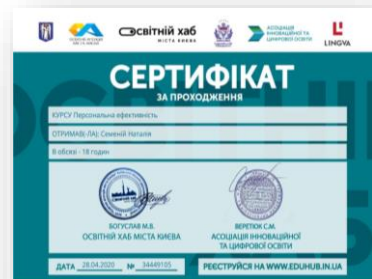 Освітній хаб
МІСТА КИЄВА
АСОЦІАЦІЯ
ІННОВАЦІЙНОЇ ТА
ЦИФРОВОЇ ОСВІТИ
LINGVA
СЕРТИФІКАТ
ЗА ПРОХОДЖЕННЯ
КУРСУ Персональна ефективність
ОТРИМАВ(-ЛА): Семеній Наталія
В обсязі - 18 годин
БОГУСЛАВ М.В.
ОСВІТНІЙ ХАБ МІСТА КИЄВА
ВЕРЕТЮК С.М.
АСОЦІАЦІЯ ІННОВАЦІЙНОЇ
ТА ЦИФРОВОЇ ОСВІТИ
ДАТА 28.04.2020 № 34449155
РЕЄСТРУЙСЯ НА WWW.EDUHUB.IN.UA